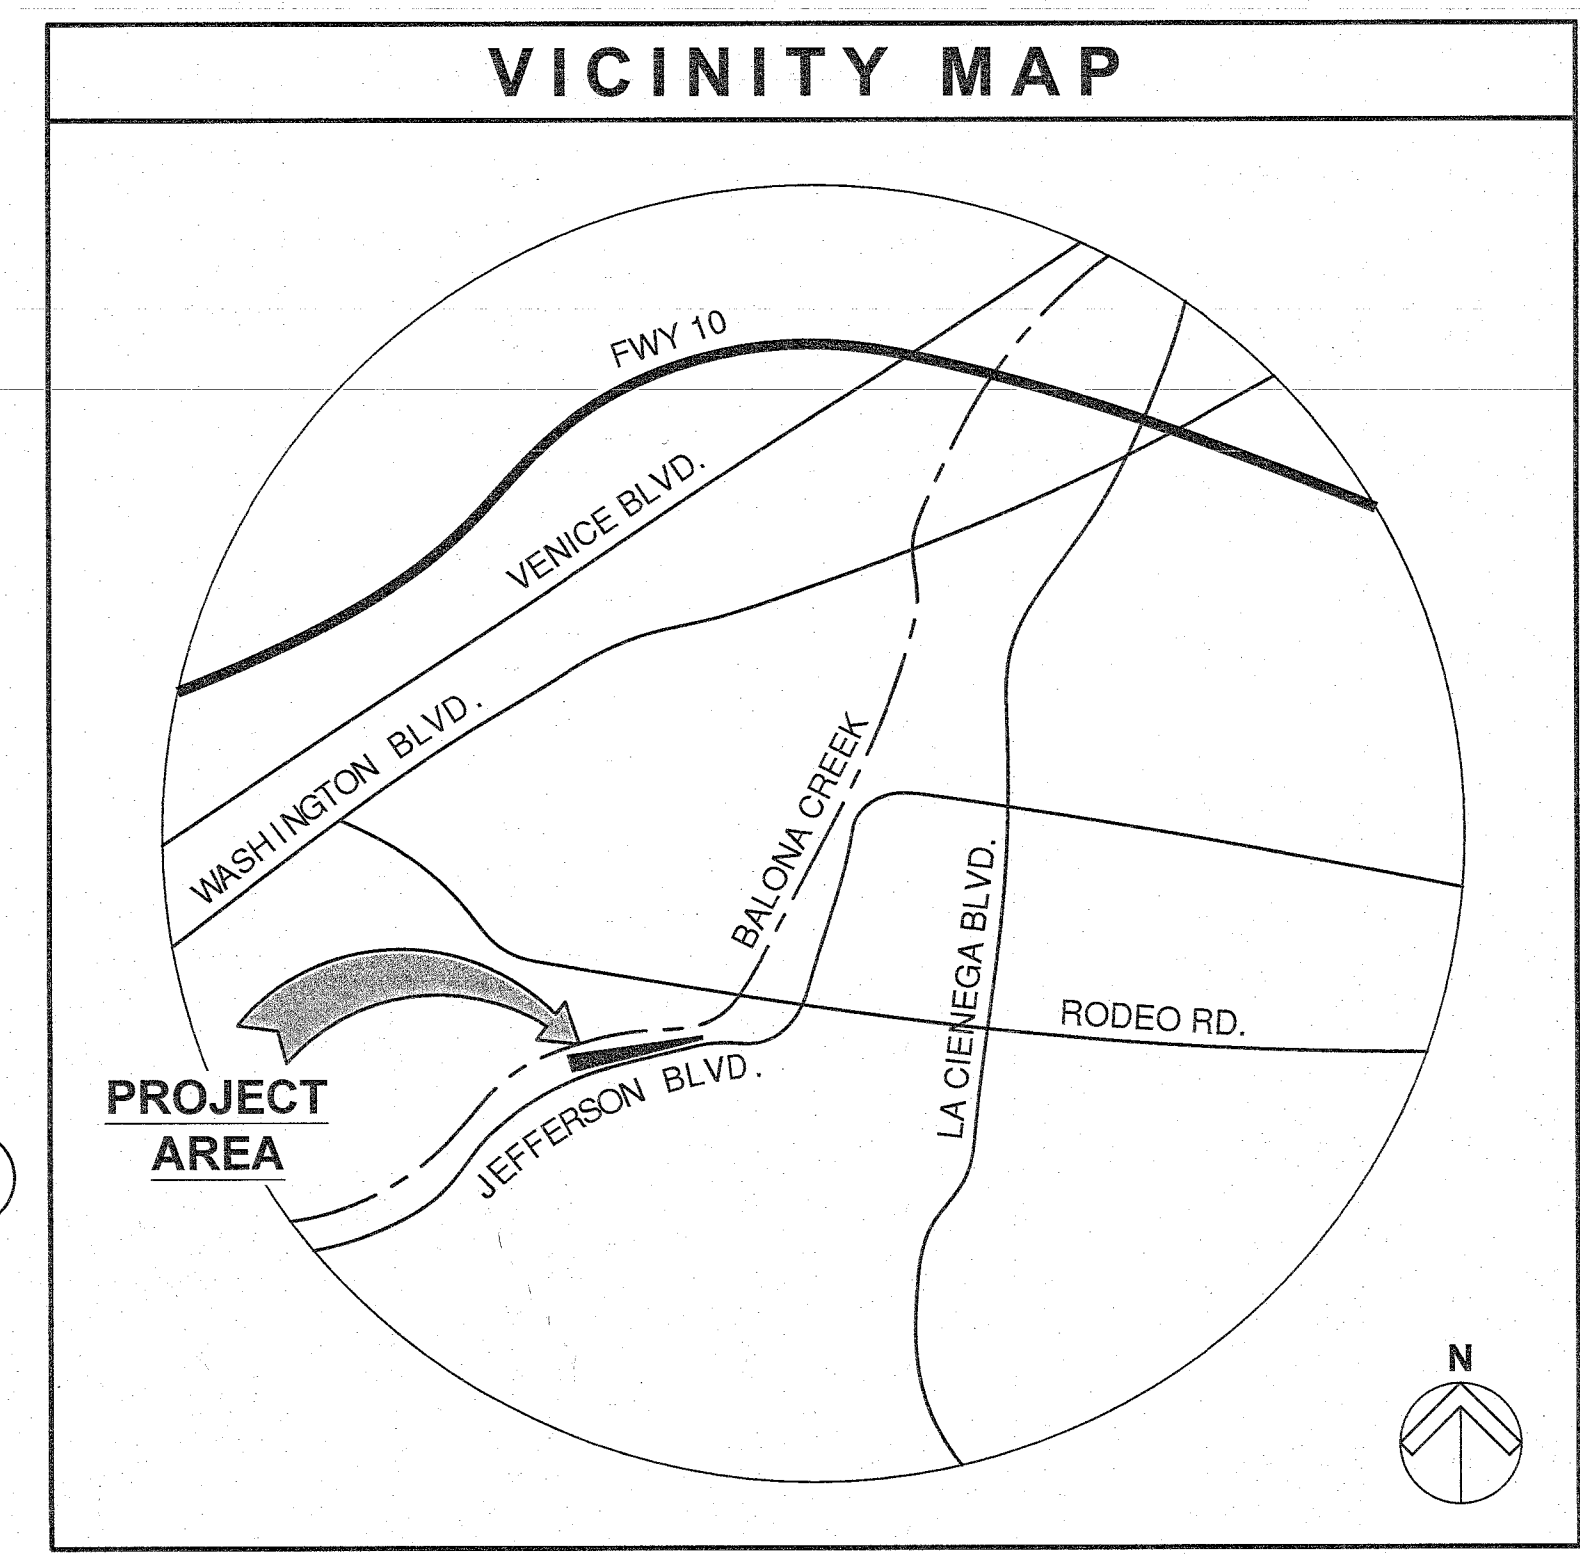 VICINITY MAP
FWY 10
VENICE BLVD.
WASHINGTON BLVD.
BALONA CREEK
LA CIENEGA BLVD.
RODEO RD.
PROJECT
AREA
JEFFERSON BLVD.
N